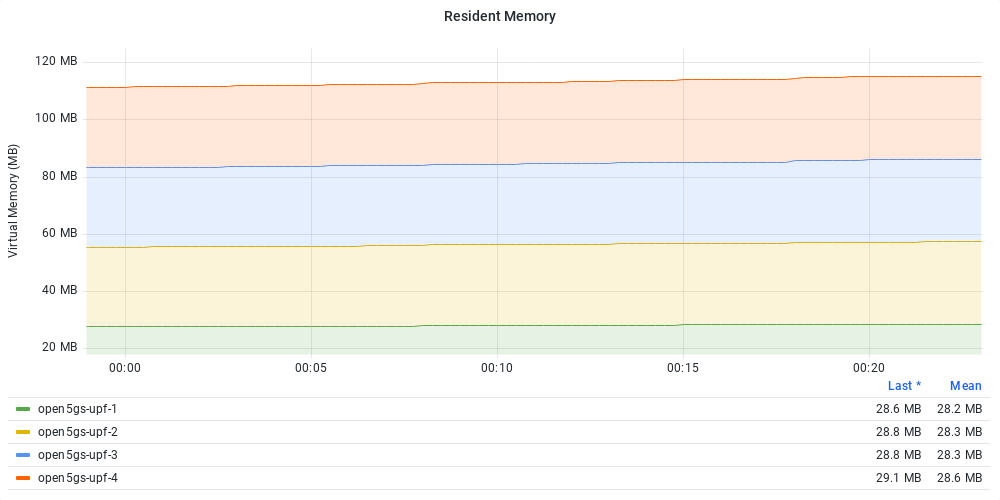 Resident Memory
Virtual Memory (MB)
120 MB
100 MB
80 MB
60 MB
40 MB
20 MB
00:00 00:05 00:10 00:15 00:20
Last * Mean
open5gs-upf-1 28.6 MB 28.2 MB
open5gs-upf-2 28.8 MB 28.3 MB
open5gs-upf-3 28.8 MB 28.3 MB
open5gs-upf-4 29.1 MB 28.6 MB